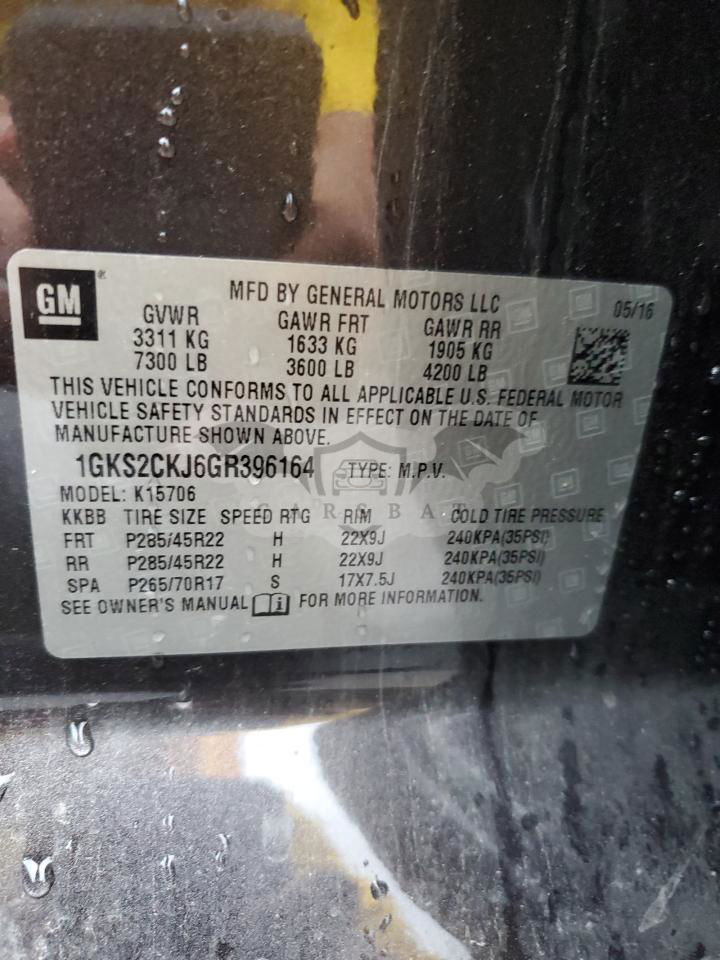 GM
MFD BY GENERAL MOTORS LLC
05/16
GVWR GAWR FRT GAWR RR
3311 KG 1633 KG 1905 KG
7300 LB 3600 LB 4200 LB
THIS VEHICLE CONFORMS TO ALL APPLICABLE U.S. FEDERAL MOTOR
VEHICLE SAFETY STANDARDS IN EFFECT ON THE DATE OF
MANUFACTURE SHOWN ABOVE.
1GKS2CKJ6GR396164 TYPE: M.P.V.
MODEL: K15706
CARSBAT
KKBB TIRE SIZE SPEED RTG RIM COLD TIRE PRESSURE
FRT P285/45R22 H 22X9J 240KPA(35PSI)
RR P285/45R22 H 22X9J 240KPA(35PSI)
SPA P265/70R17 S 17X7.5J 240KPA(35PSI)
SEE OWNER'S MANUAL FOR MORE INFORMATION.